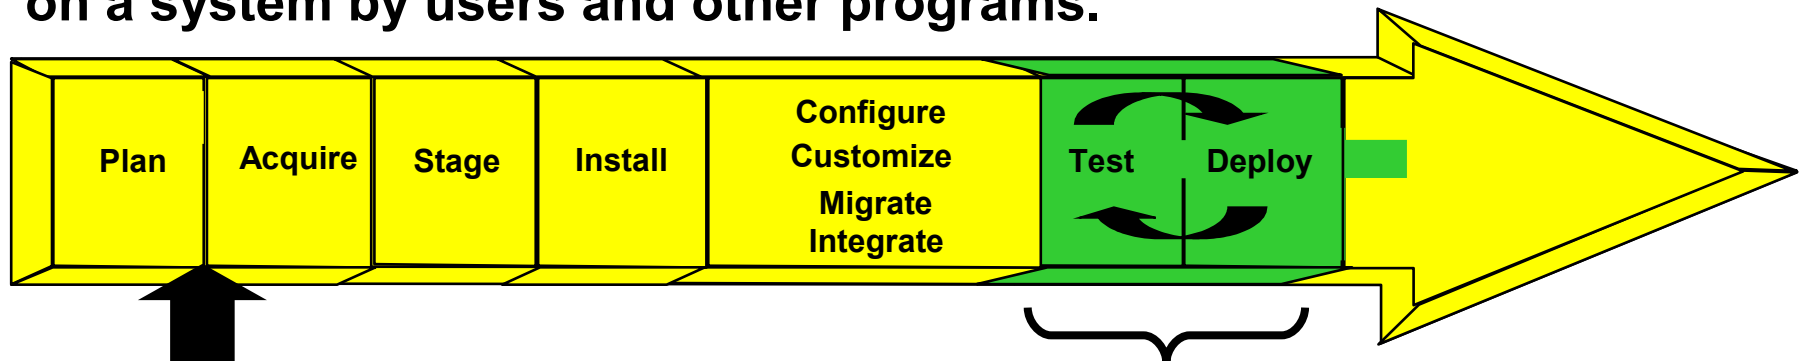 on a system by users and other programs.
Plan
Acquire
Stage
Install
Configure
Customize
Migrate
Integrate
Test
Deploy